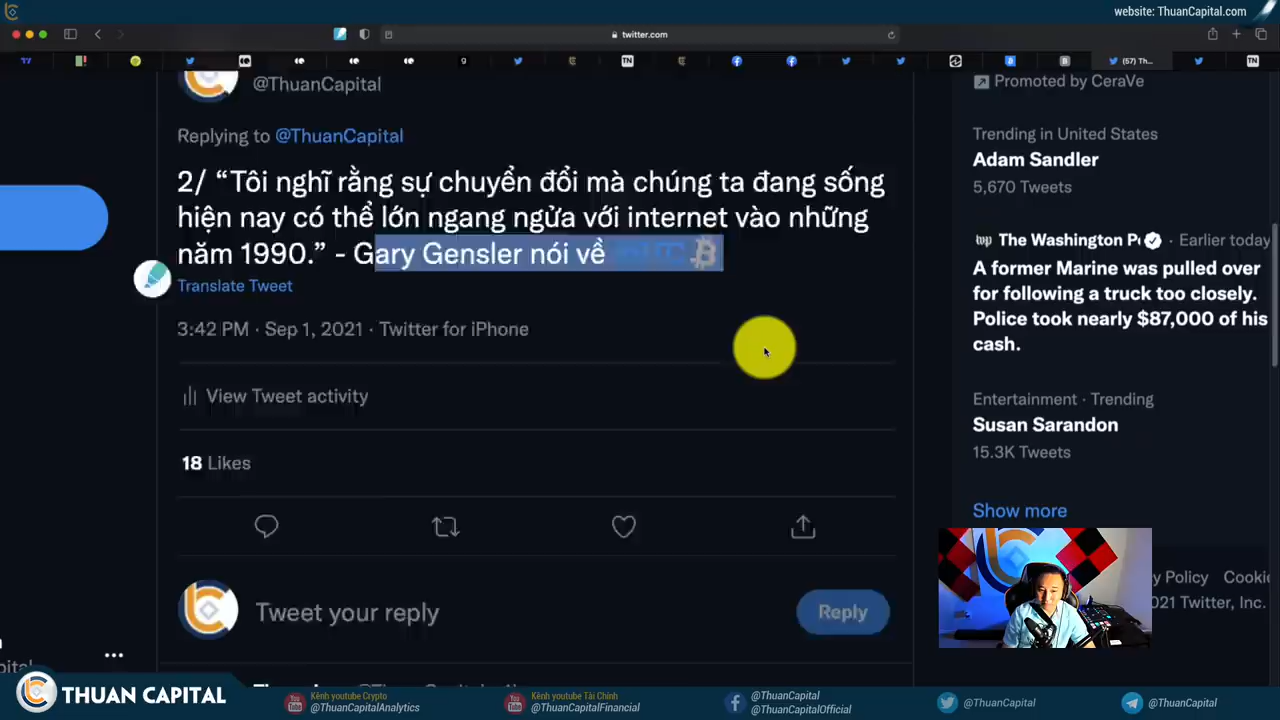 website: ThuanCapital.com
twitter.com
(57) Th...
@ThuanCapital
Replying to @ThuanCapital
2/ “Tôi nghĩ rằng sự chuyển đổi mà chúng ta đang sống
hiện nay có thể lớn ngang ngửa với internet vào những
năm 1990.” - Gary Gensler nói về
Translate Tweet
3:42 PM · Sep 1, 2021 · Twitter for iPhone
View Tweet activity
18 Likes
Tweet your reply
Reply
Promoted by CeraVe
Trending in United States
Adam Sandler
5,670 Tweets
The Washington P · Earlier today
A former Marine was pulled over
for following a truck too closely.
Police took nearly $87,000 of his
cash.
Entertainment · Trending
Susan Sarandon
15.3K Tweets
Show more
y Policy Cookie
2021 Twitter, Inc.
THUAN CAPITAL
Kênh youtube Crypto
@ThuanCapitalAnalytics
Kênh youtube Tài Chính
@ThuanCapitalFinancial
@ThuanCapital
@ThuanCapitalOfficial
@ThuanCapital
@ThuanCapital